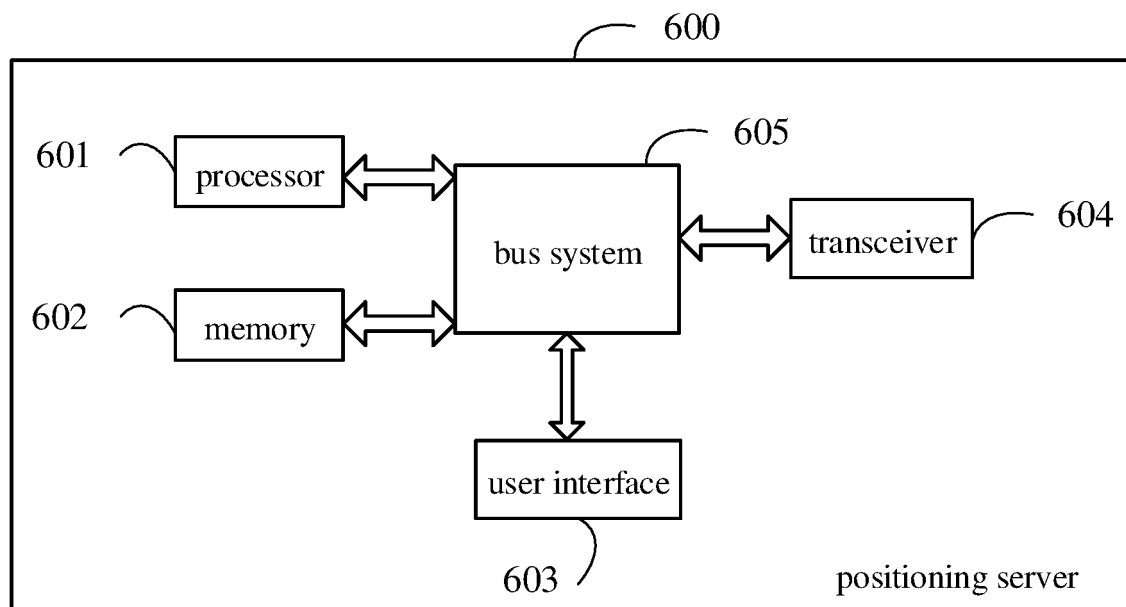 600
605
601
processor
604
bus system
transceiver
602
memory
user interface
603
positioning server